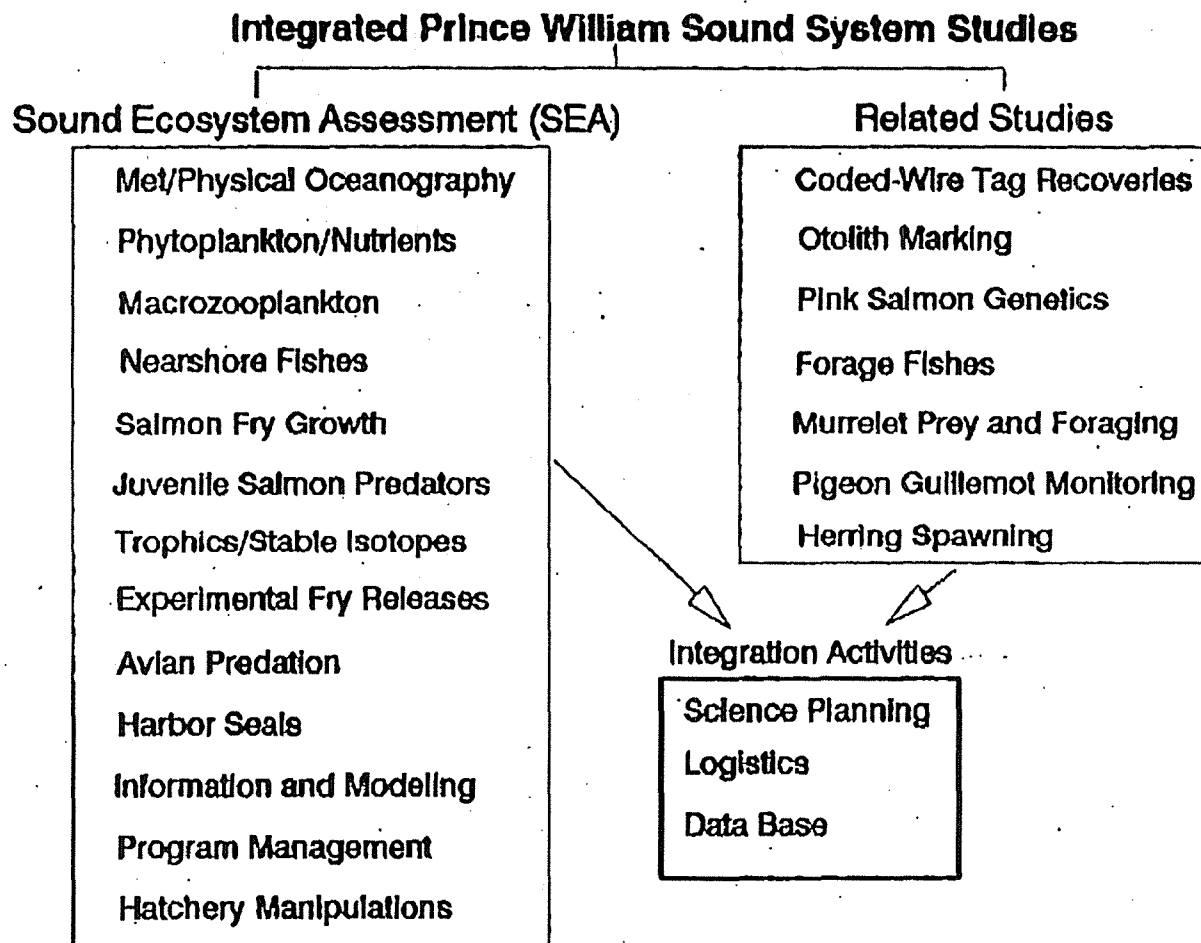 Integrated Prince William Sound System Studies
Sound Ecosystem Assessment (SEA)
Met/Physical Oceanography
Phytoplankton/Nutrients
Macrozooplankton
Nearshore Fishes
Salmon Fry Growth
Juvenile Salmon Predators
Trophics/Stable Isotopes
Experimental Fry Releases
Avian Predation
Harbor Seals
Information and Modeling
Program Management
Hatchery Manipulations
Related Studies
Coded-Wire Tag Recoveries
Otolith Marking
Pink Salmon Genetics
Forage Fishes
Murrelet Prey and Foraging
Pigeon Guillemot Monitoring
Herring Spawning
Integration Activities
Science Planning
Logistics
Data Base